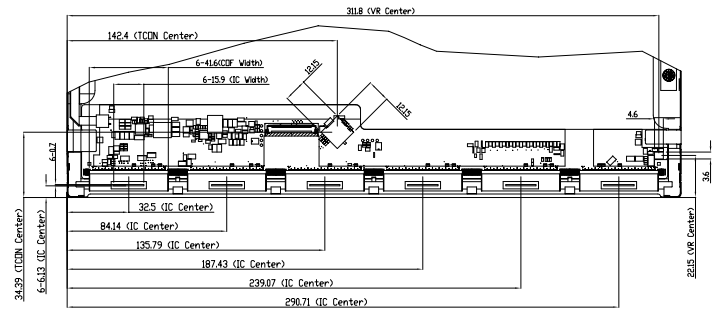 311.8 (VR Center)
142.4 (TCON Center)
6-41.6(COF Width)
6-15.9 (IC Width)
12.15
12.15
4.6
6-0.7
3.6
32.5 (IC Center)
84.14 (IC Center)
135.79 (IC Center)
187.43 (IC Center)
239.07 (IC Center)
290.71 (IC Center)
34.39 (TCON Center)
6-6.13 (IC Center)
22.15 (VR Center)